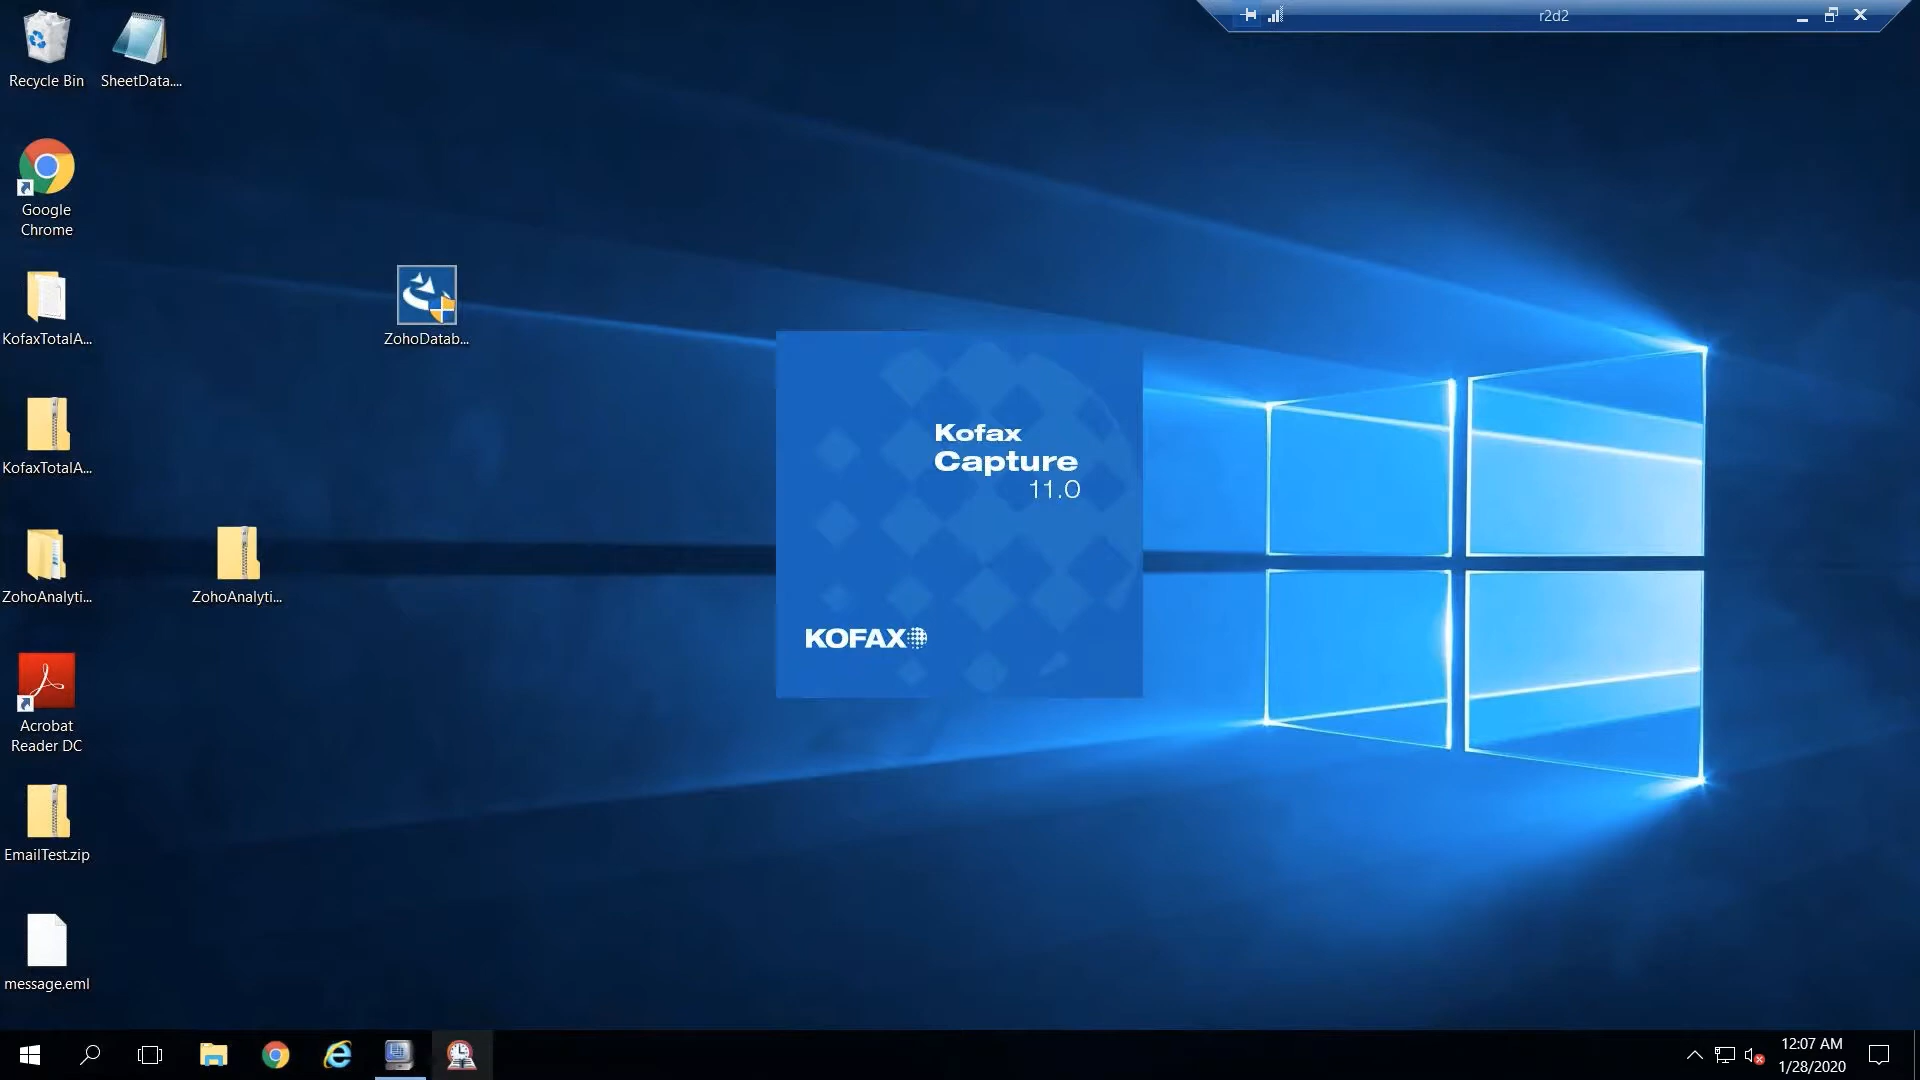 r2d2
Recycle Bin
SheetData....
Google
Chrome
KofaxTotalA...
ZohoDatab...
Kofax
Capture
11.0
KofaxTotalA...
ZohoAnalyti...
ZohoAnalyti...
KOFAX
Acrobat
Reader DC
EmailTest.zip
message.eml
12:07 AM
1/28/2020